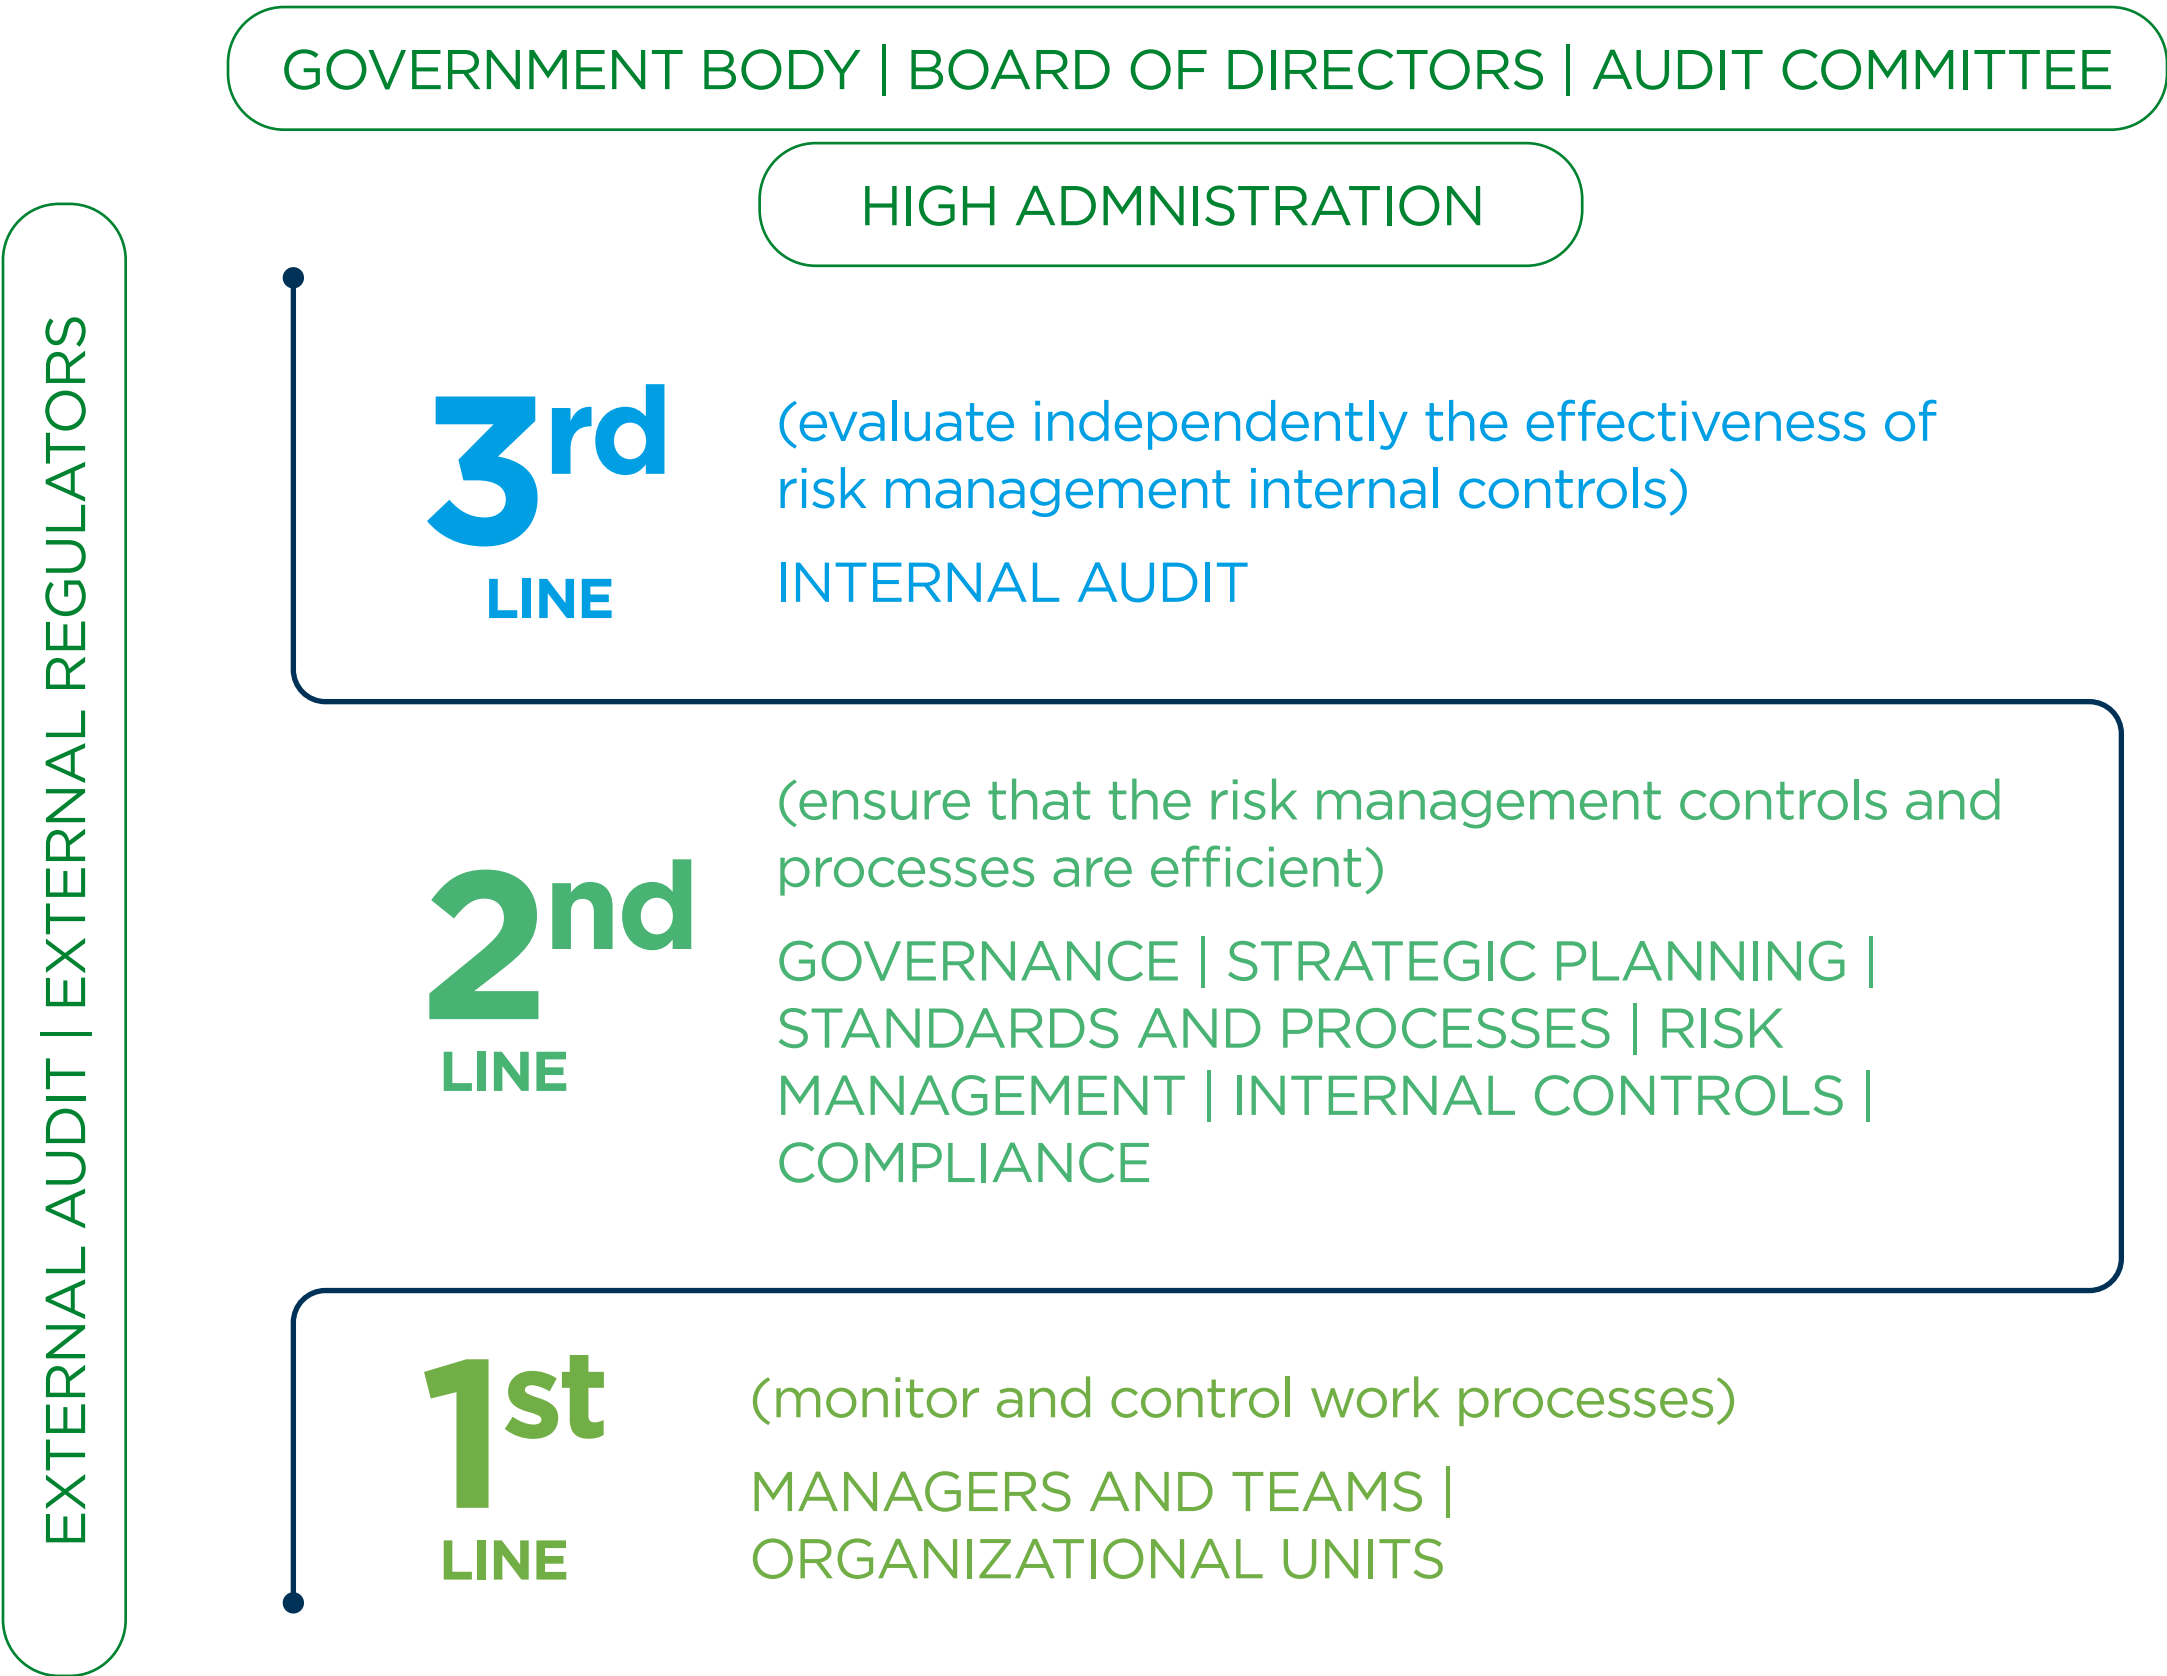 GOVERNMENT BODY | BOARD OF DIRECTORS | AUDIT COMMITTEE
HIGH ADMNISTRATION
EXTERNAL AUDIT | EXTERNAL REGULATORS
3rd
LINE
(evaluate independently the effectiveness of
risk management internal controls)
INTERNAL AUDIT
2nd
LINE
(ensure that the risk management controls and
processes are efficient)
GOVERNANCE | STRATEGIC PLANNING |
STANDARDS AND PROCESSES | RISK
MANAGEMENT | INTERNAL CONTROLS |
COMPLIANCE
1st
LINE
(monitor and control work processes)
MANAGERS AND TEAMS |
ORGANIZATIONAL UNITS